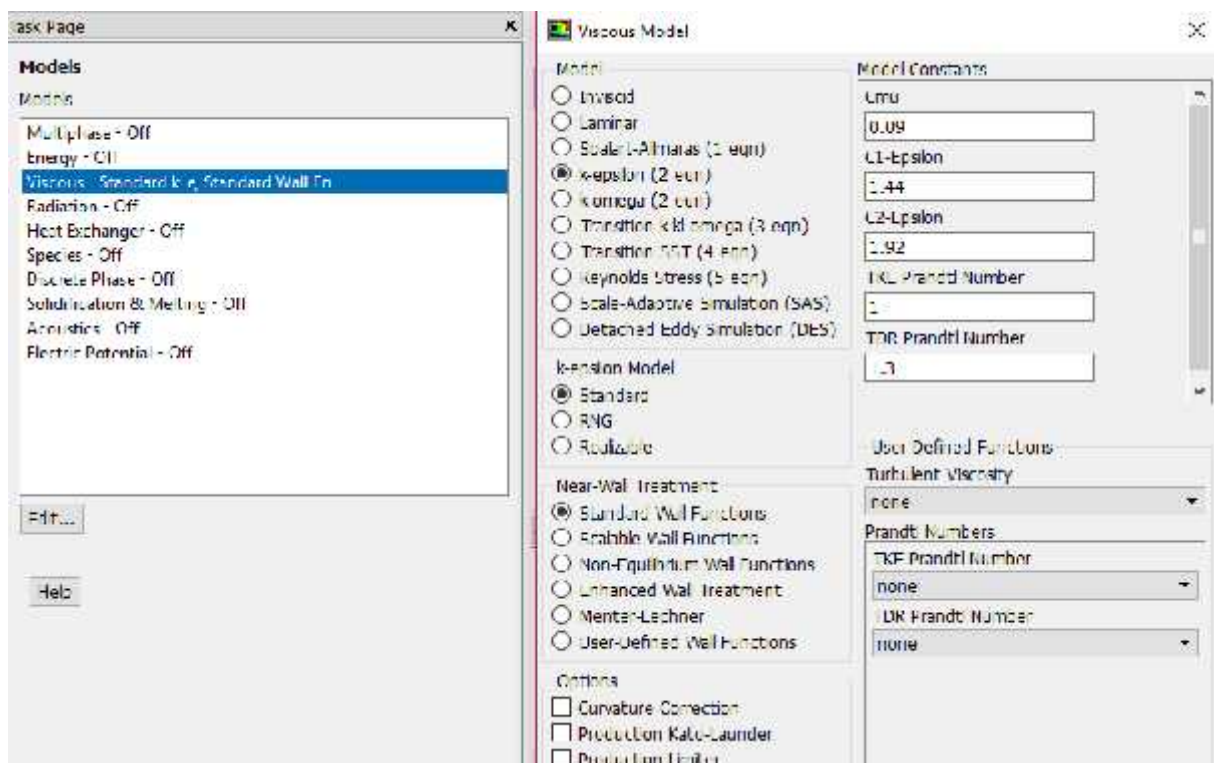 ask Page
Models
Models
Multiphase - Off
Energy - Off
Viscous - Standard k-e, Standard Wall Fn
Radiation - Off
Heat Exchanger - Off
Species - Off
Discrete Phase - Off
Solidification & Melting - Off
Acoustics - Off
Electric Potential - Off
Edit...
Help
Viscous Model
Model
Inviscid
Laminar
Spalart-Allmaras (1 eqn)
k-epsilon (2 eqn)
k-omega (2 eqn)
Transition k-kl-omega (3 eqn)
Transition SST (4 eqn)
Reynolds Stress (5 eqn)
Scale-Adaptive Simulation (SAS)
Detached Eddy Simulation (DES)
k-epsilon Model
Standard
RNG
Realizable
Near-Wall Treatment
Standard Wall Functions
Scalable Wall Functions
Non-Equilibrium Wall Functions
Enhanced Wall Treatment
Menter-Lechner
User-Defined Wall Functions
Options
Curvature Correction
Production Kato-Launder
Production Limiter
Model Constants
Cmu
0.09
C1-Epsilon
1.44
C2-Epsilon
1.92
TKE Prandtl Number
1
TDR Prandtl Number
1.3
User Defined Functions
Turbulent Viscosity
none
Prandtl Numbers
TKE Prandtl Number
none
TDR Prandtl Number
none